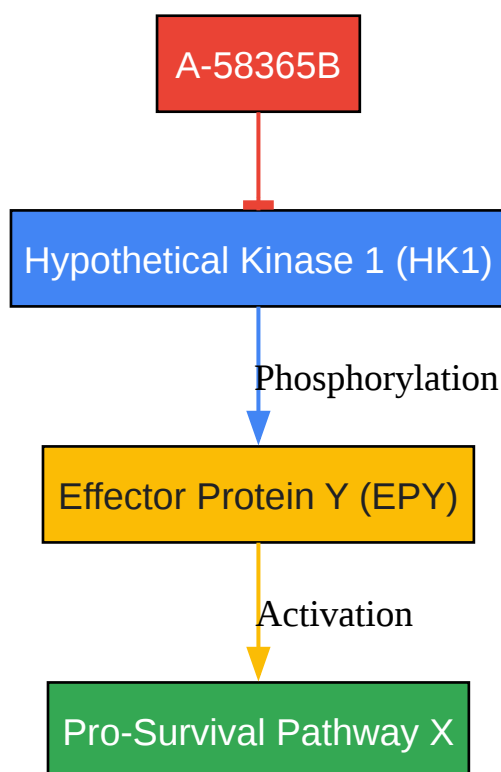 A-58365B
Hypothetical Kinase 1 (HK1)
Phosphorylation
Effector Protein Y (EPY)
Activation
Pro-Survival Pathway X